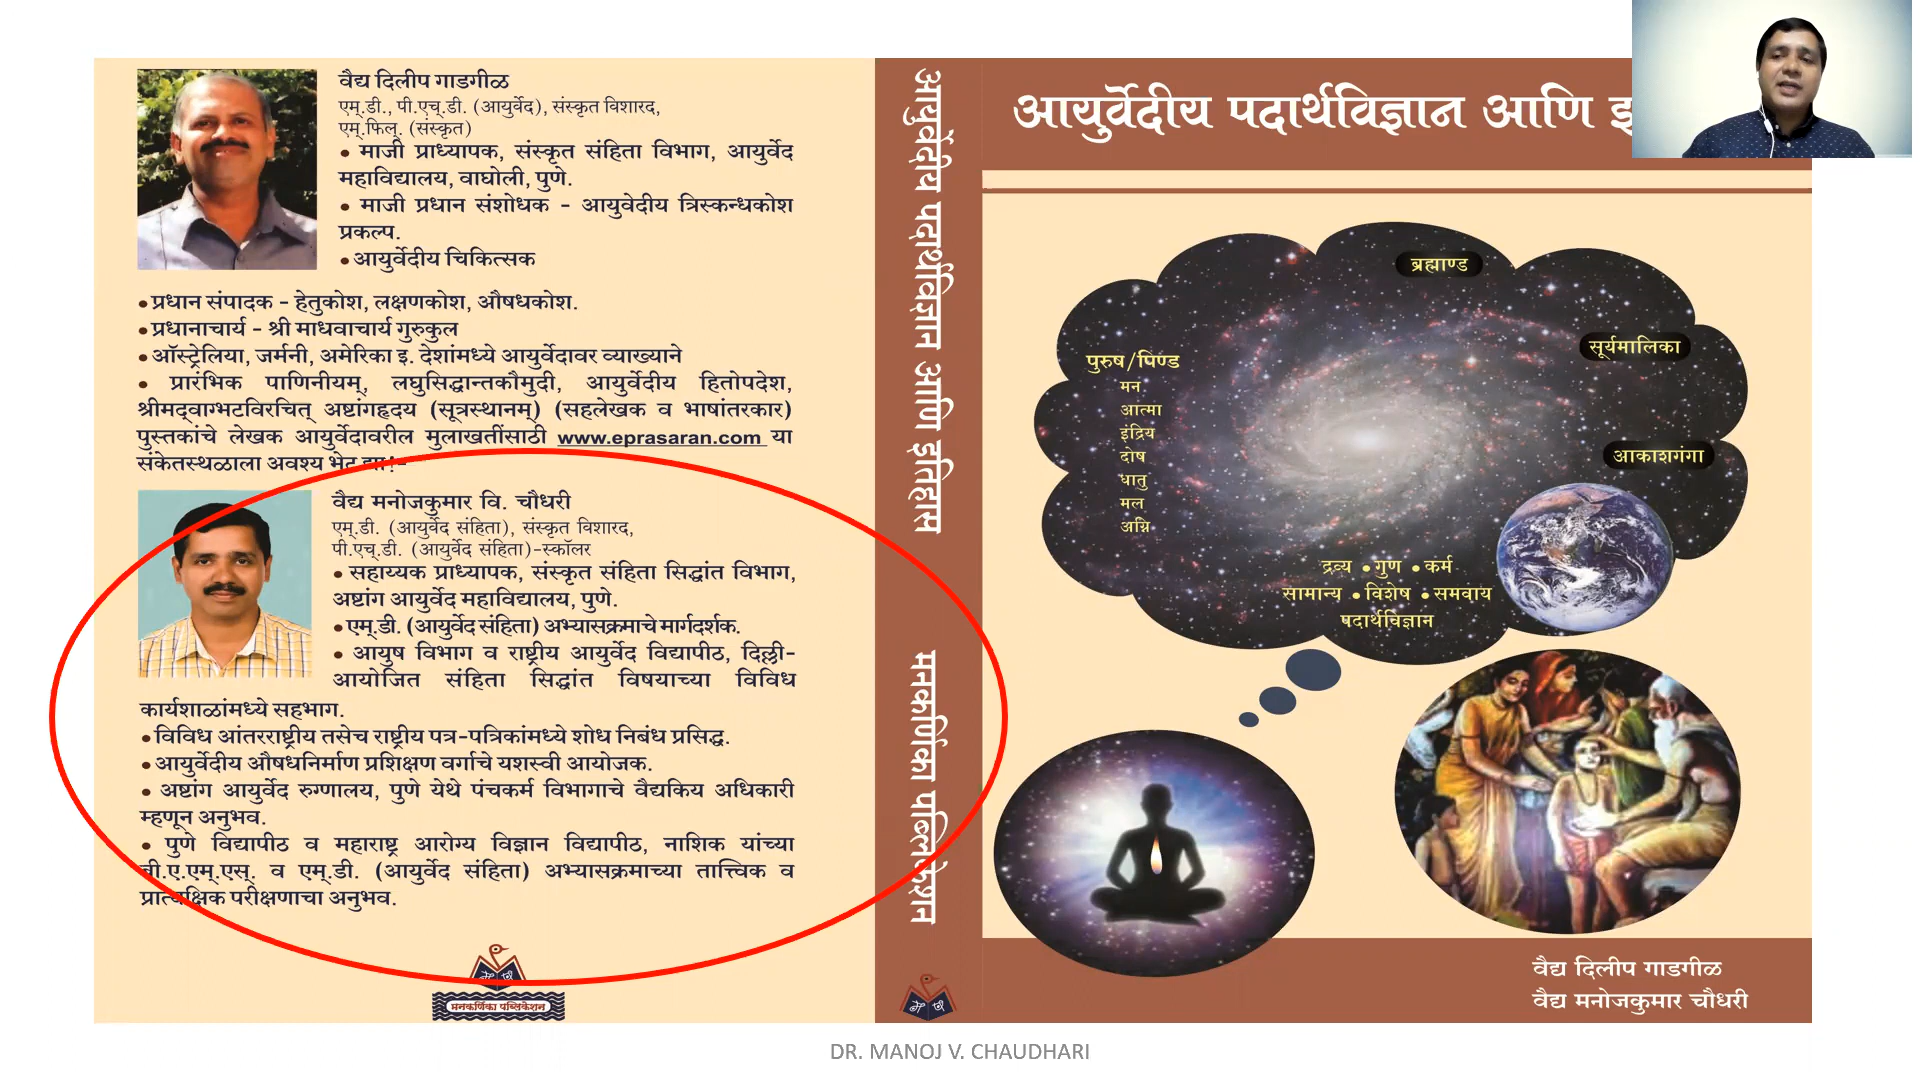 वैद्य दिलीप गाडगीळ
एम्.डी., पी.एच्.डी. (आयुर्वेद), संस्कृत विशारद,
एम्.फिल्. (संस्कृत)
• माजी प्राध्यापक, संस्कृत संहिता विभाग, आयुर्वेद
महाविद्यालय, वाघोली, पुणे.
• माजी प्रधान संशोधक - आयुवेदीय त्रिस्कन्धकोश
प्रकल्प.
• आयुर्वेदीय चिकित्सक
• प्रधान संपादक - हेतुकोश, लक्षणकोश, औषधकोश.
• प्रधानाचार्य - श्री माधवाचार्य गुरुकुल
• ऑस्ट्रेलिया, जर्मनी, अमेरिका इ. देशांमध्ये आयुर्वेदावर व्याख्याने
• प्रारंभिक पाणिनीयम्, लघुसिद्धान्तकौमुदी, आयुर्वेदीय हितोपदेश,
श्रीमद्‌वाग्भटविरचित् अष्टांगहृदय (सूत्रस्थानम्) (सहलेखक व भाषांतरकार)
पुस्तकांचे लेखक आयुर्वेदावरील मुलाखतींसाठी www.eprasaran.com या
संकेतस्थळाला अवश्य भेट द्या!-
वैद्य मनोजकुमार वि. चौधरी
एम्.डी. (आयुर्वेद संहिता), संस्कृत विशारद,
पी.एच्.डी. (आयुर्वेद संहिता)-स्कॉलर
• सहाय्यक प्राध्यापक, संस्कृत संहिता सिद्धांत विभाग,
अष्टांग आयुर्वेद महाविद्यालय, पुणे.
• एम्.डी. (आयुर्वेद संहिता) अभ्यासक्रमाचे मार्गदर्शक.
• आयुष विभाग व राष्ट्रीय आयुर्वेद विद्यापीठ, दिल्ली-
आयोजित संहिता सिद्धांत विषयाच्या विविध
कार्यशाळांमध्ये सहभाग.
• विविध आंतरराष्ट्रीय तसेच राष्ट्रीय पत्र-पत्रिकांमध्ये शोध निबंध प्रसिद्ध.
• आयुर्वेदीय औषधनिर्माण प्रशिक्षण वर्गाचे यशस्वी आयोजक.
• अष्टांग आयुर्वेद रुग्णालय, पुणे येथे पंचकर्म विभागाचे वैद्यकिय अधिकारी
म्हणून अनुभव.
• पुणे विद्यापीठ व महाराष्ट्र आरोग्य विज्ञान विद्यापीठ, नाशिक यांच्या
बी.ए.एम्.एस्. व एम्.डी. (आयुर्वेद संहिता) अभ्यासक्रमाच्या तात्त्विक व
प्रात्यक्षिक परीक्षणाचा अनुभव.
मनकर्णिका पब्लिकेशन
आयुर्वेदीय पदार्थविज्ञान आणि इतिहास
मनकर्णिका पब्लिकेशन
म प
आयुर्वेदीय पदार्थविज्ञान आणि
ब्रह्माण्ड
सूर्यमालिका
आकाशगंगा
पुरुष/पिण्ड
मन
आत्मा
इंद्रिय
दोष
धातु
मल
अग्नि
द्रव्य • गुण • कर्म
सामान्य • विशेष • समवाय
षदार्थविज्ञान
वैद्य दिलीप गाडगीळ
वैद्य मनोजकुमार चौधरी
DR. MANOJ V. CHAUDHARI